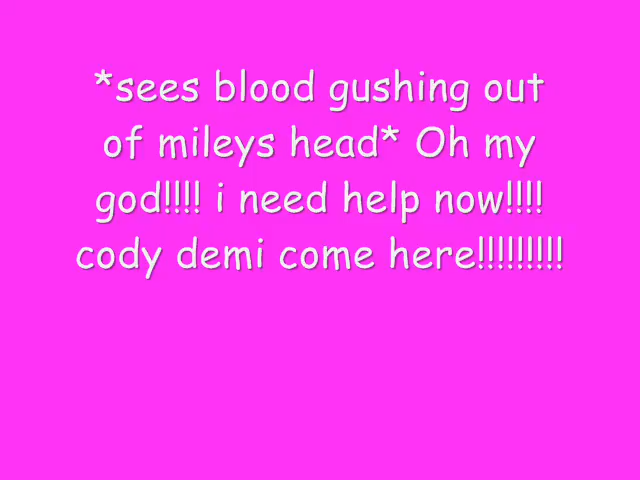 *sees blood gushing out
of mileys head* Oh my
god!!!! i need help now!!!!
cody demi come here!!!!!!!!!